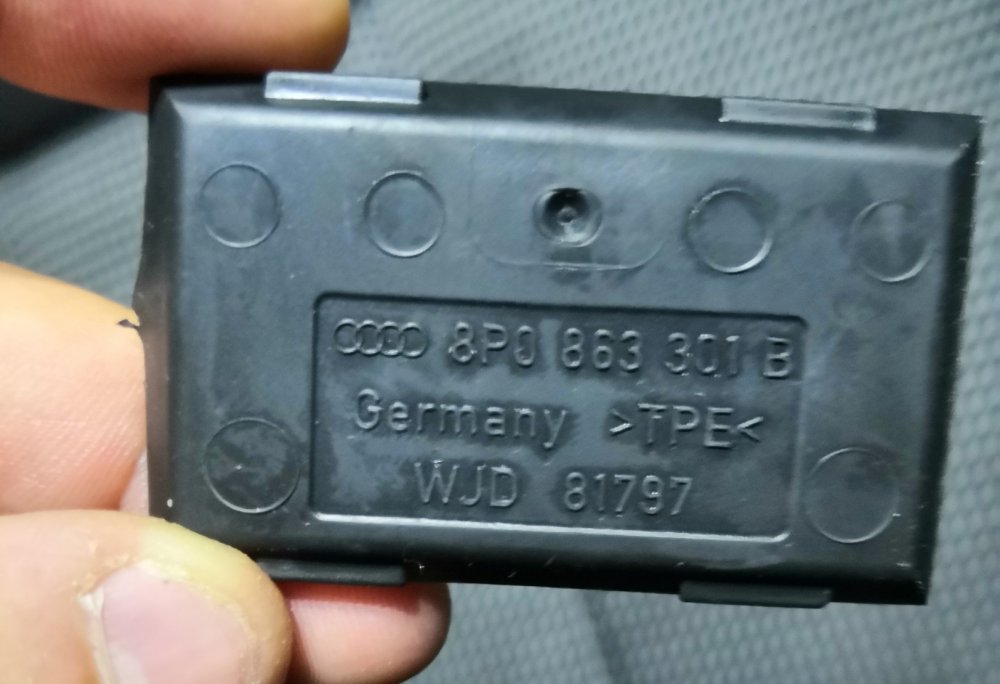 8P0 863 301 B
Germany >TPE<
WJD 81797